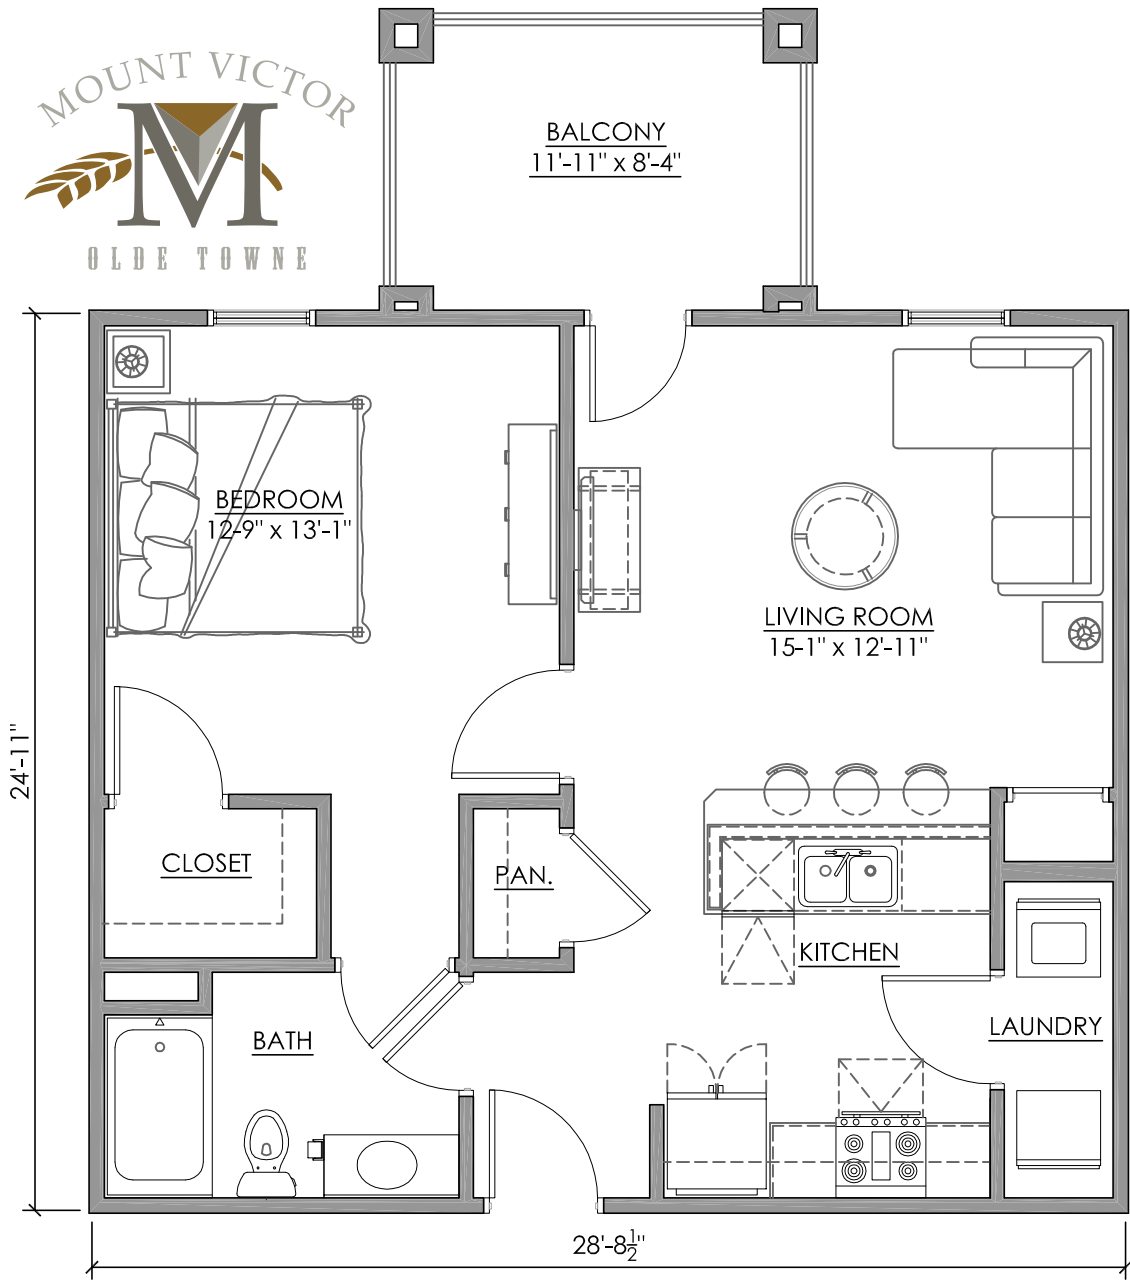 MOUNT VICTOR
M
OLDE TOWNE
BALCONY
11'-11" x 8'-4"
BEDROOM
12-9" x 13'-1"
LIVING ROOM
15-1" x 12'-11"
24'-11"
CLOSET
PAN.
KITCHEN
LAUNDRY
BATH
28'-8½"